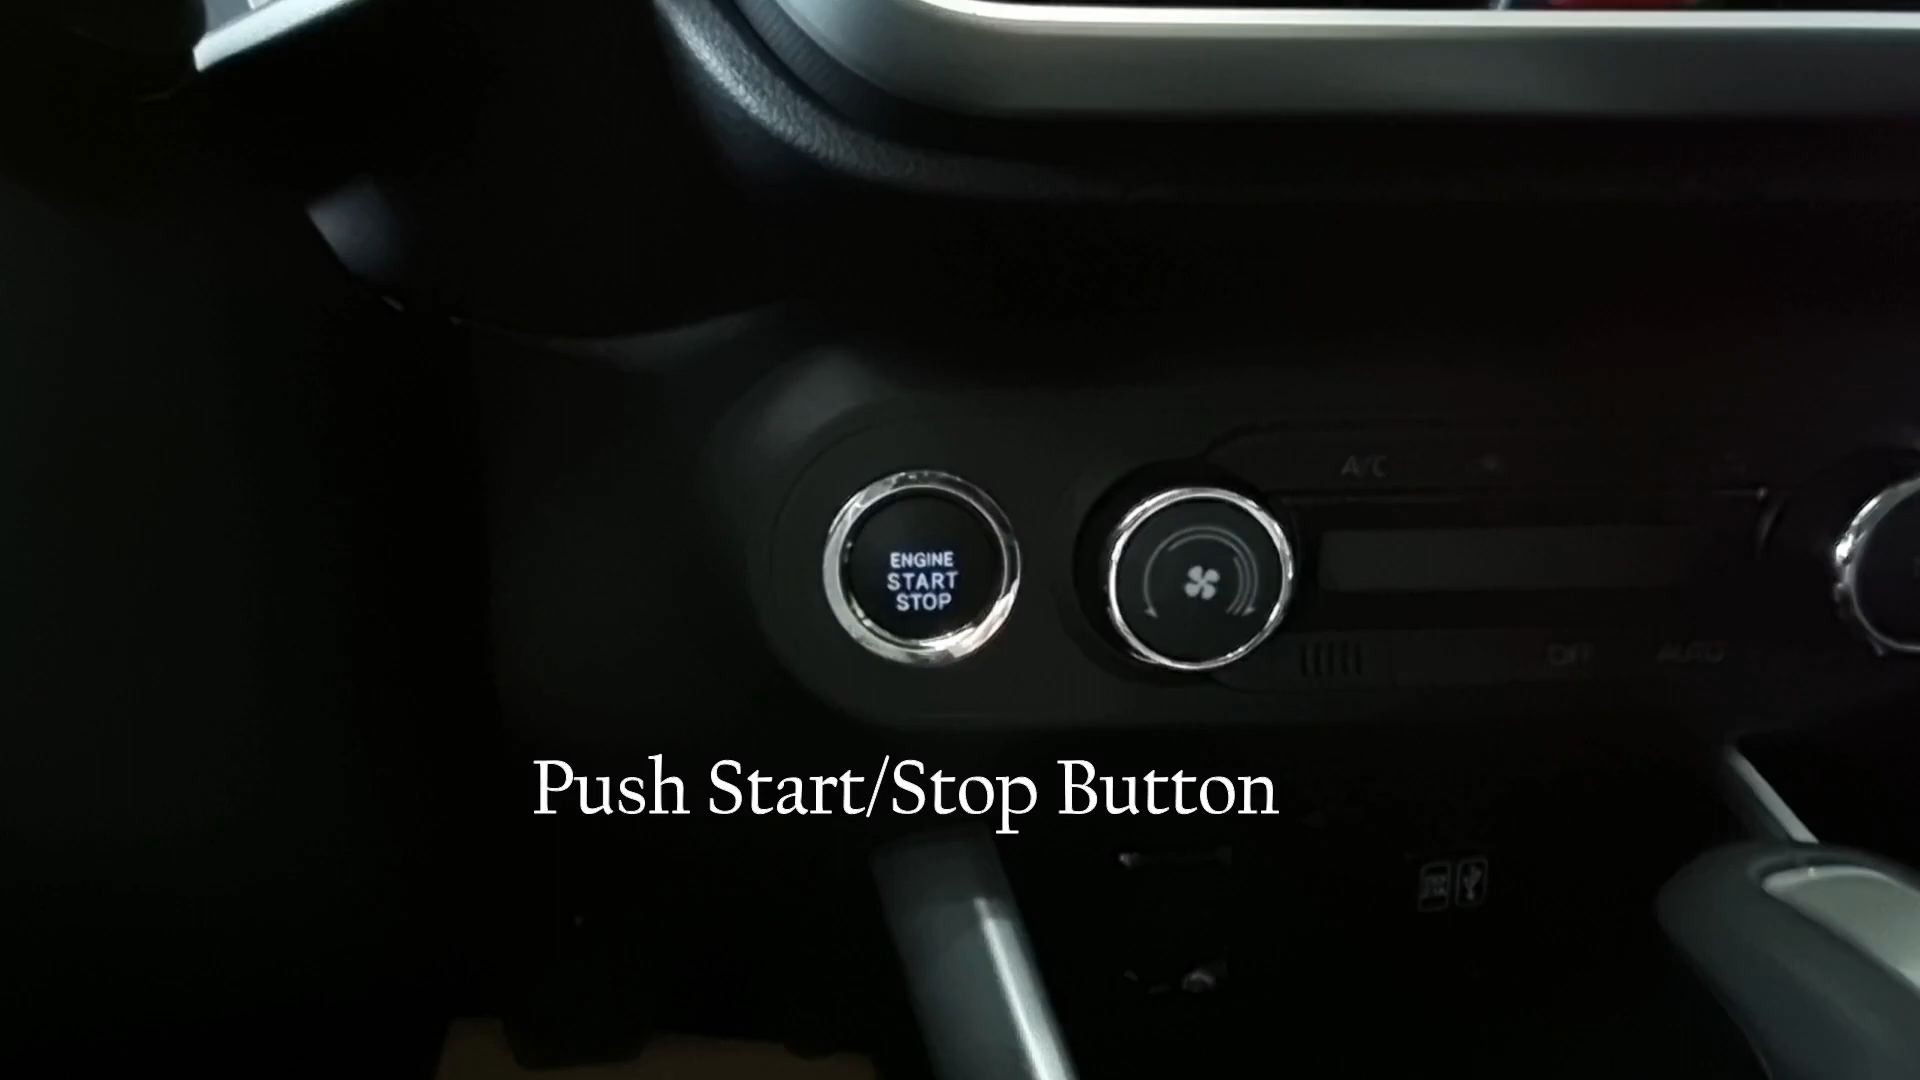 A/C
ENGINE
START
STOP
OFF
AUTO
Push Start/Stop Button